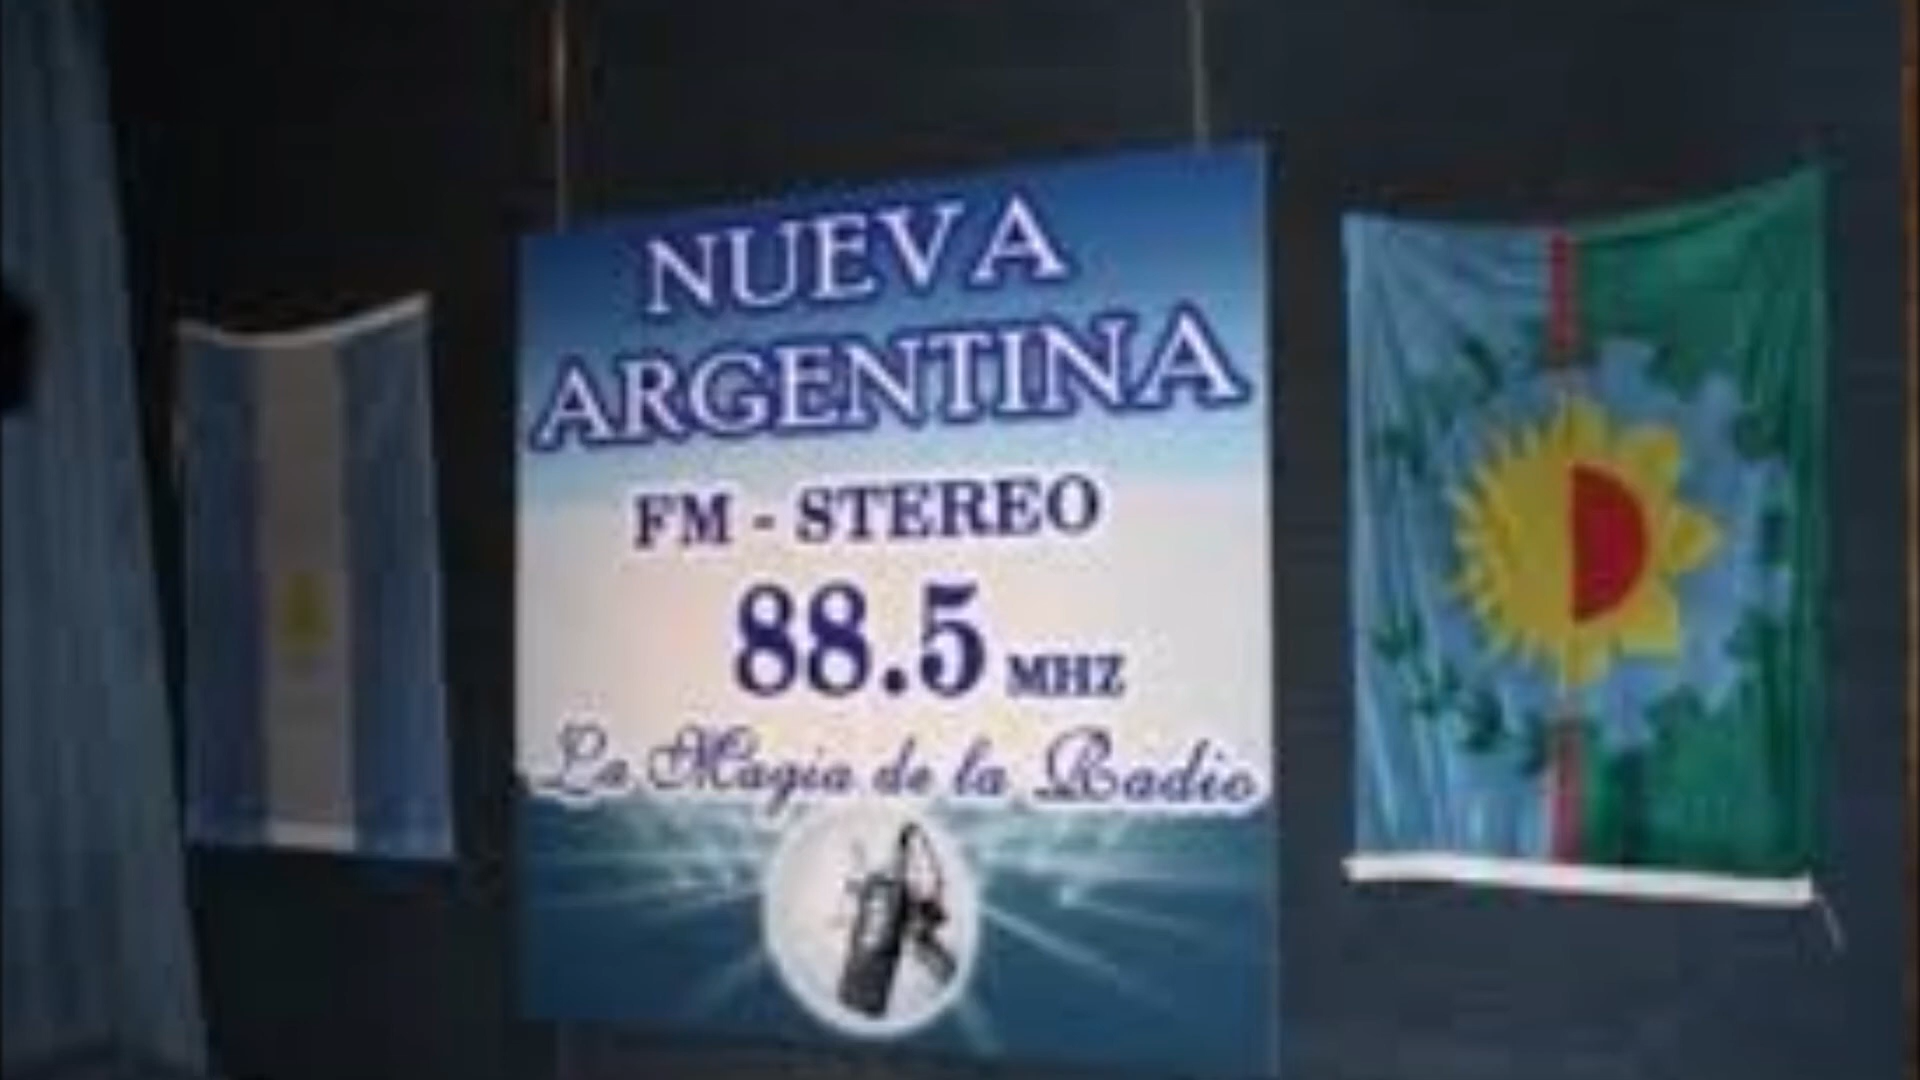 NUEVA
ARGENTINA
FM - STEREO
88.5 MHZ
La Magia de la Radio